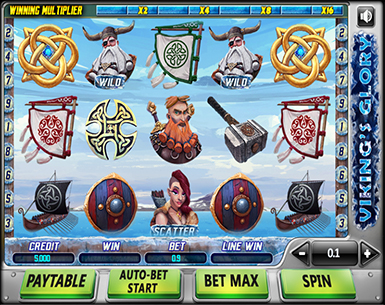 WINNING MULTIPLIER X2 X4 X8 X16
WILD WILD
SCATTER
VIKING'S GLORY
CREDIT WIN BET LINE WIN
5.000 0.9
- 0.1 +
PAYTABLE
AUTO-BET
START
BET MAX
SPIN